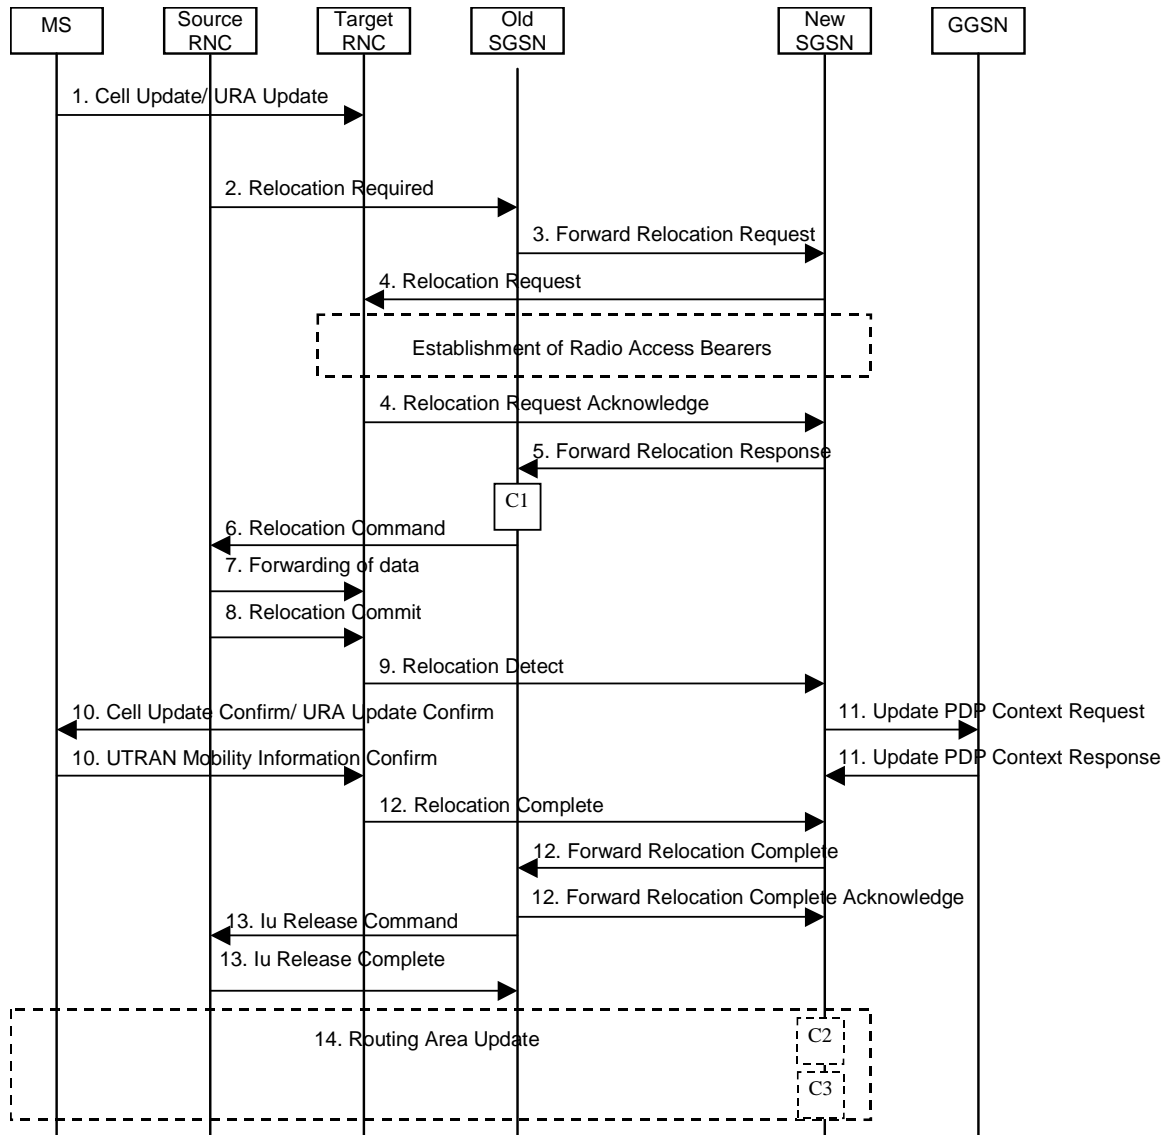 MS
Source
RNC
Target
RNC
Old
SGSN
New
SGSN
GGSN
1. Cell Update/ URA Update
2. Relocation Required
3. Forward Relocation Request
4. Relocation Request
Establishment of Radio Access Bearers
4. Relocation Request Acknowledge
5. Forward Relocation Response
C1
6. Relocation Command
7. Forwarding of data
8. Relocation Commit
9. Relocation Detect
10. Cell Update Confirm/ URA Update Confirm
11. Update PDP Context Request
10. UTRAN Mobility Information Confirm
11. Update PDP Context Response
12. Relocation Complete
12. Forward Relocation Complete
12. Forward Relocation Complete Acknowledge
13. Iu Release Command
13. Iu Release Complete
14. Routing Area Update
C2
C3